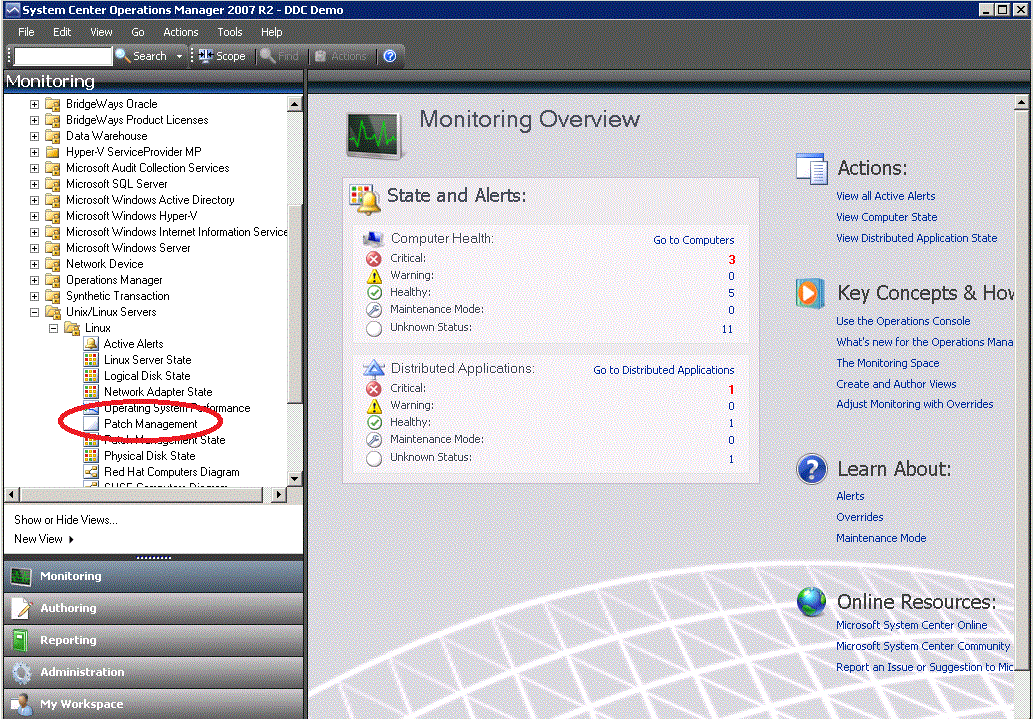 System Center Operations Manager 2007 R2 - DDC Demo
File Edit View Go Actions Tools Help
Search Scope Find Actions
Monitoring
BridgeWays Oracle
BridgeWays Product Licenses
Data Warehouse
Hyper-V ServiceProvider MP
Microsoft Audit Collection Services
Microsoft SQL Server
Microsoft Windows Active Directory
Microsoft Windows Hyper-V
Microsoft Windows Internet Information Service
Microsoft Windows Server
Network Device
Operations Manager
Synthetic Transaction
Unix/Linux Servers
Linux
Active Alerts
Linux Server State
Logical Disk State
Network Adapter State
Operating System Performance
Patch Management
Patch Management State
Physical Disk State
Red Hat Computers Diagram
SUSE Computers Diagram
Show or Hide Views...
New View
Monitoring
Authoring
Reporting
Administration
My Workspace
Monitoring Overview
State and Alerts:
Computer Health: Go to Computers
Critical: 3
Warning: 0
Healthy: 5
Maintenance Mode: 0
Unknown Status: 11
Distributed Applications: Go to Distributed Applications
Critical: 1
Warning: 0
Healthy: 1
Maintenance Mode: 0
Unknown Status: 1
Actions:
View all Active Alerts
View Computer State
View Distributed Application State
Key Concepts & How
Use the Operations Console
What's new for the Operations Mana
The Monitoring Space
Create and Author Views
Adjust Monitoring with Overrides
Learn About:
Alerts
Overrides
Maintenance Mode
Online Resources:
Microsoft System Center Online
Microsoft System Center Community
Report an Issue or Suggestion to Mic